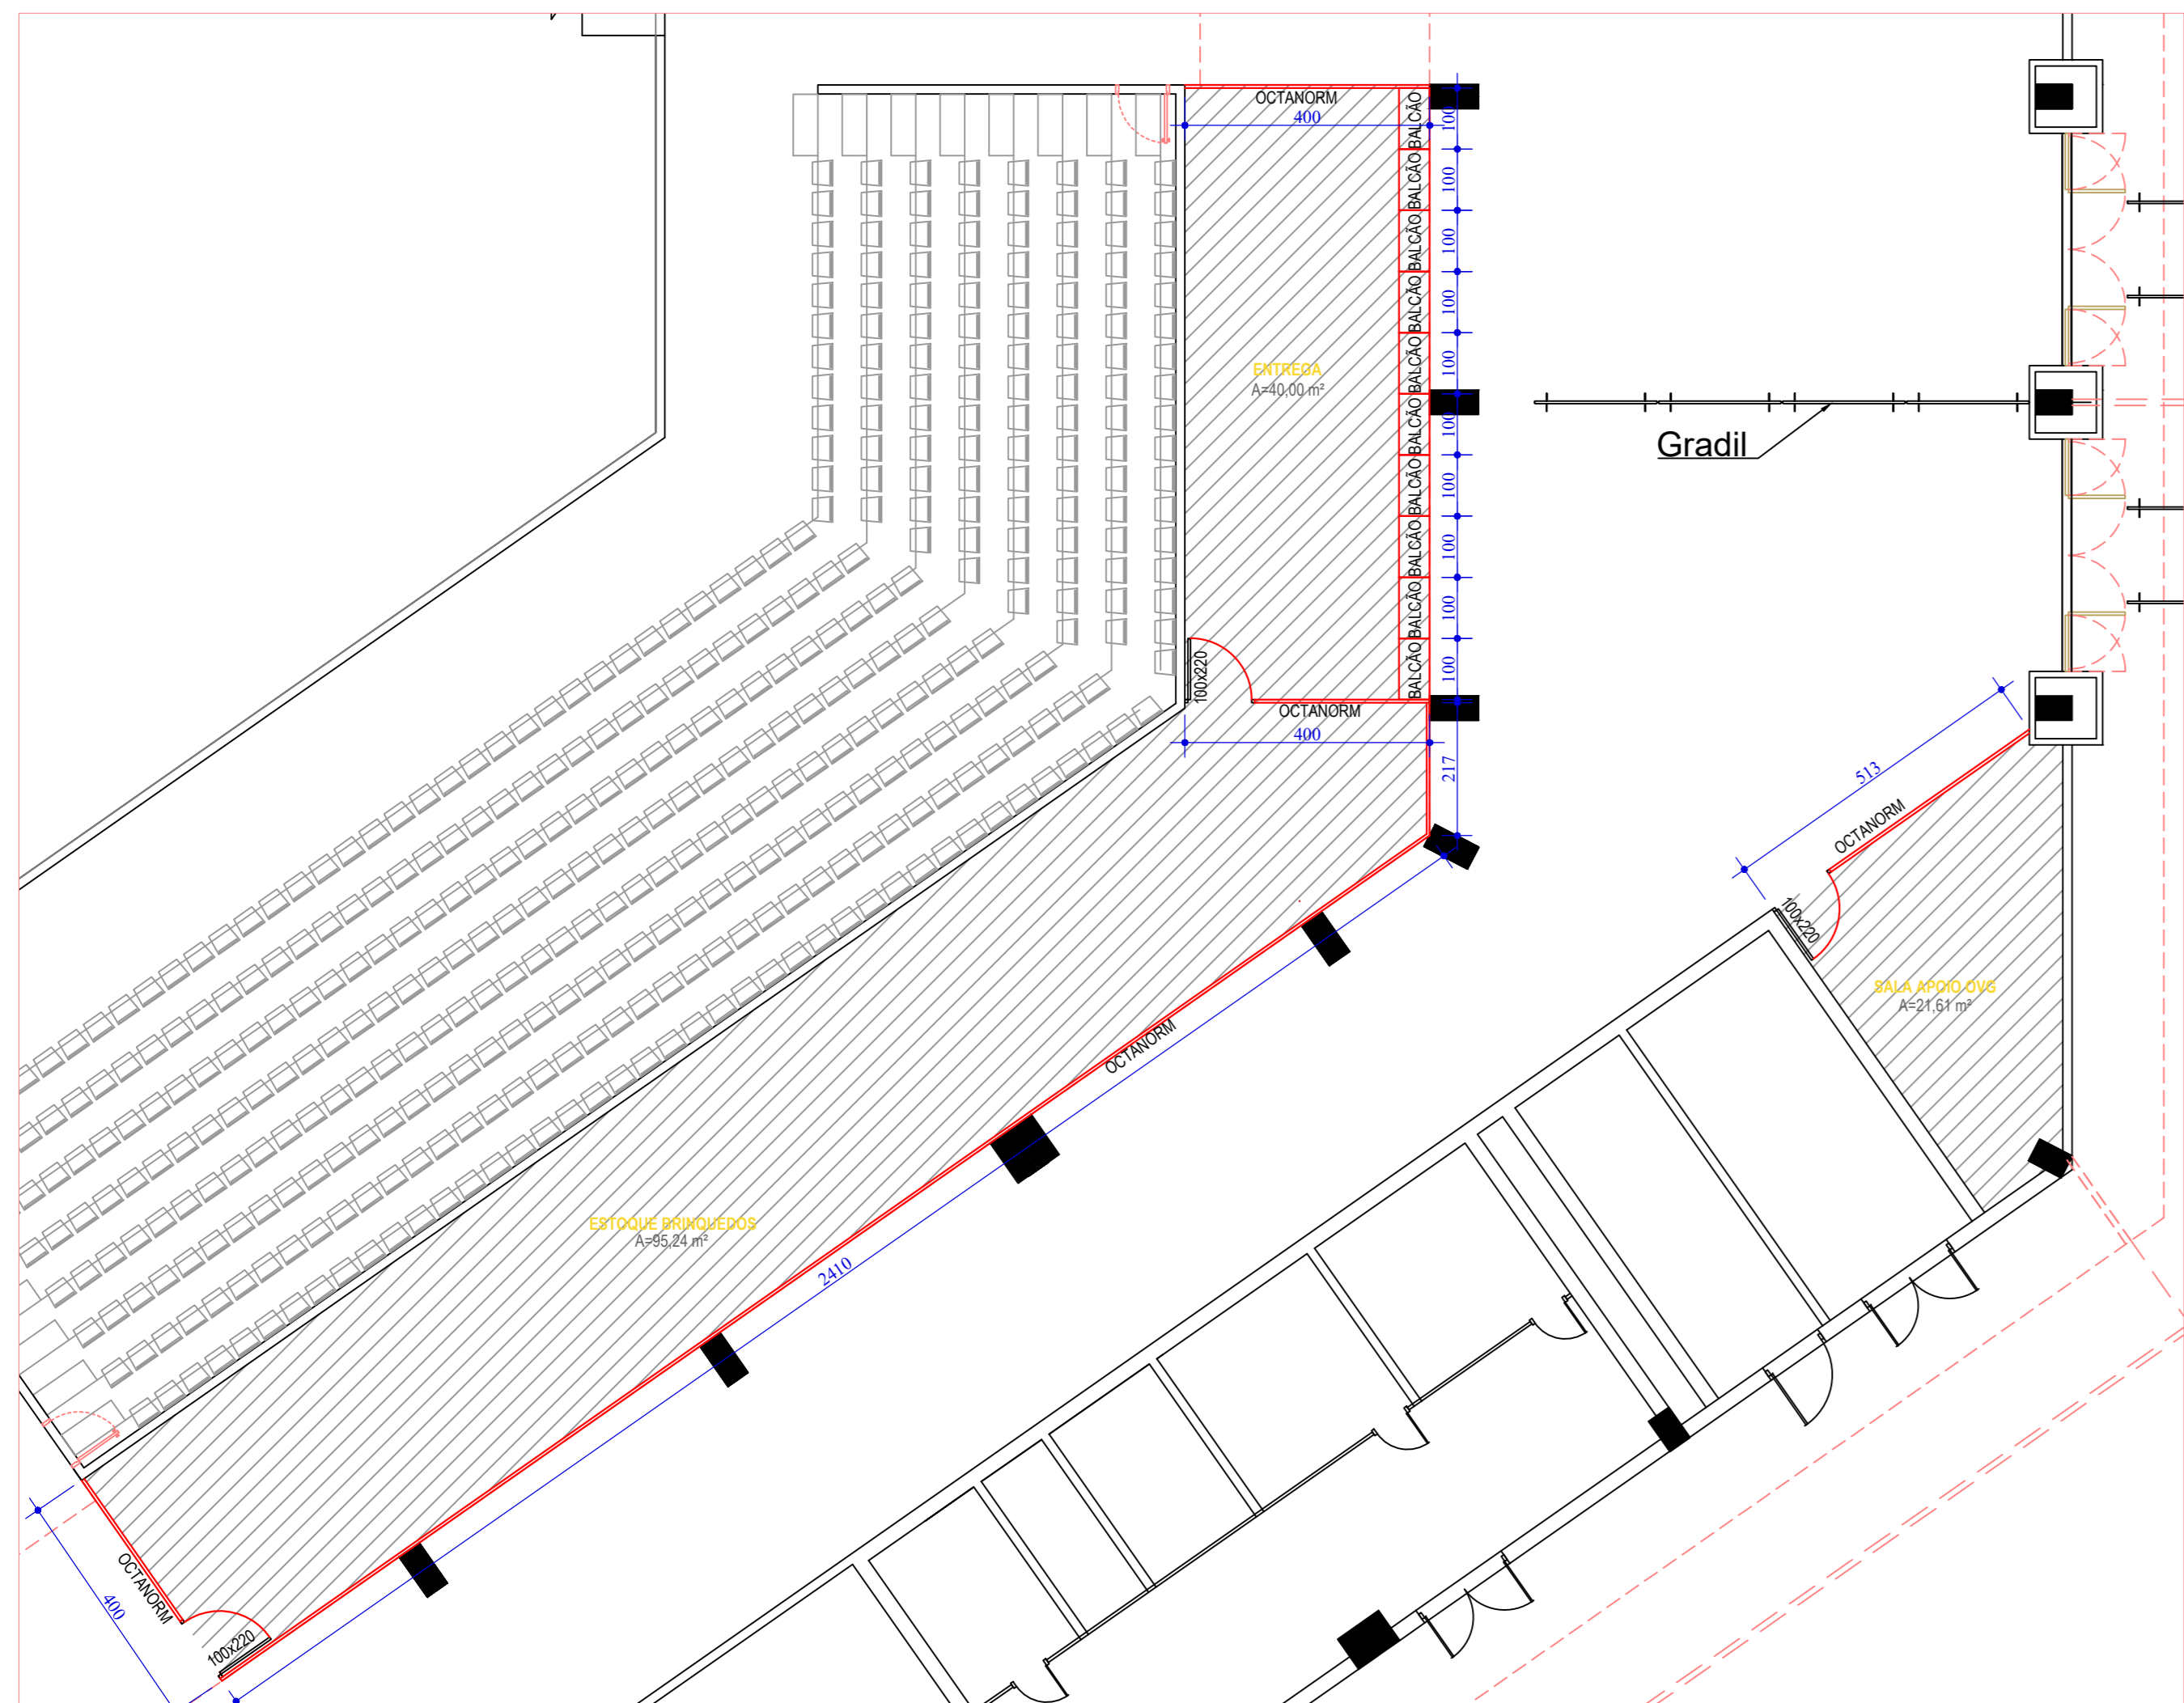 OCTANORM
400
BALCÃO
100
BALCÃO
100
BALCÃO
100
BALCÃO
100
BALCÃO
100
BALCÃO
100
BALCÃO
100
BALCÃO
100
BALCÃO
100
BALCÃO
100
ENTREGA
A=40,00 m²
Gradil
100x220
OCTANORM
400
217
513
OCTANORM
100x220
SALA APOIO OVG
A=21,61 m²
OCTANORM
ESTOQUE BRINQUEDOS
A=95,24 m²
2410
OCTANORM
400
100x220